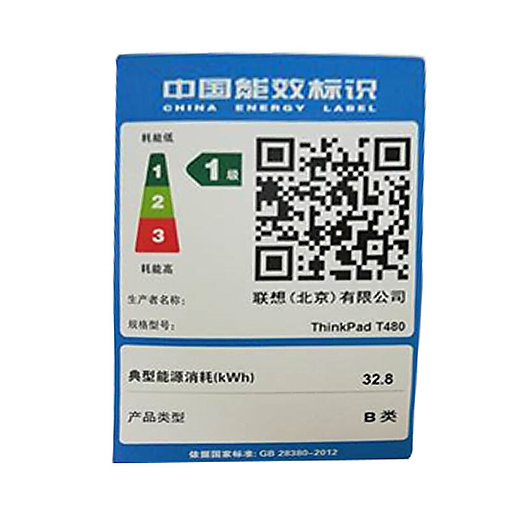 中国能效标识
CHINA ENERGY LABEL
耗能低
1
1级
2
3
耗能高
生产者名称: 联想(北京)有限公司
规格型号: ThinkPad T480
典型能源消耗(kWh) 32.8
产品类型 B 类
依据国家标准: GB 28380-2012